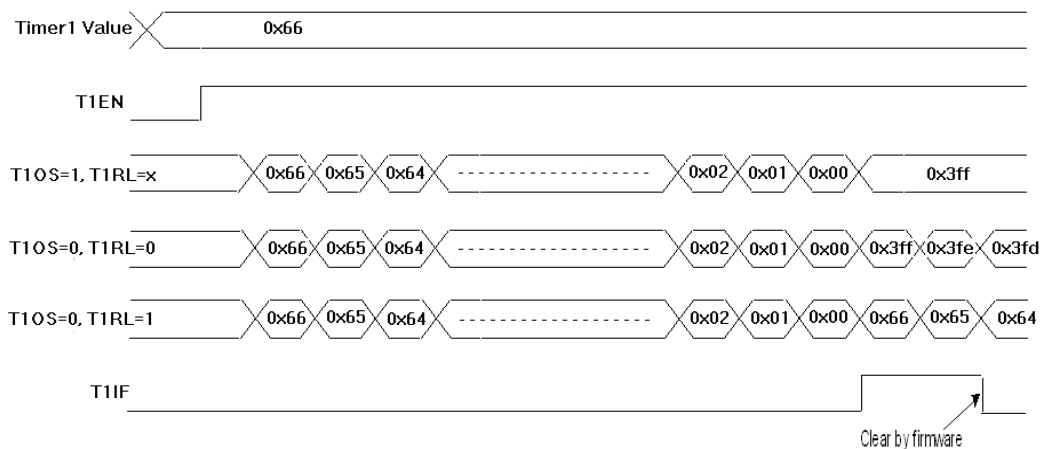 Timer1 Value 0x66
T1EN
T1OS=1, T1RL=x 0x66 0x65 0x64 0x02 0x01 0x00 0x3ff
T1OS=0, T1RL=0 0x66 0x65 0x64 0x02 0x01 0x00 0x3ff 0x3fe 0x3fd
T1OS=0, T1RL=1 0x66 0x65 0x64 0x02 0x01 0x00 0x66 0x65 0x64
T1IF
Clear by firmware